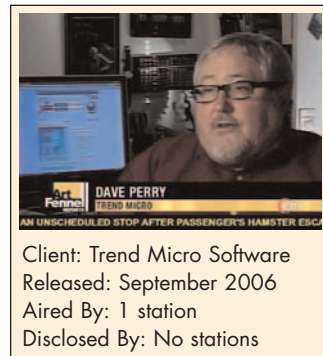 Art
Fennell
DAVE PERRY
TREND MICRO
AN UNSCHEDULED STOP AFTER PASSENGER'S HAMSTER ESCA
Client: Trend Micro Software
Released: September 2006
Aired By: 1 station
Disclosed By: No stations